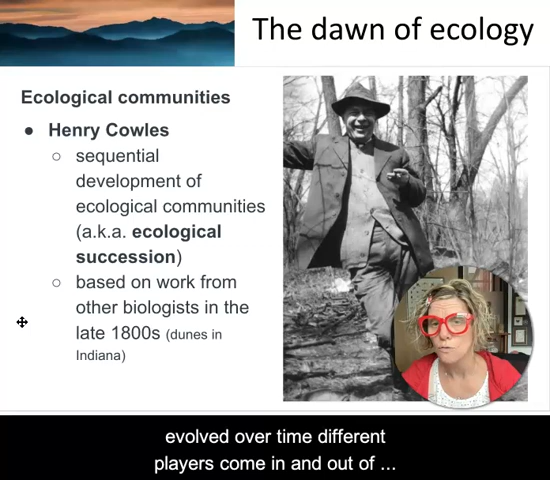 The dawn of ecology
Ecological communities
● Henry Cowles
○ sequential
development of
ecological communities
(a.k.a. ecological
succession)
○ based on work from
other biologists in the
late 1800s (dunes in
Indiana)
evolved over time different
players come in and out of ...